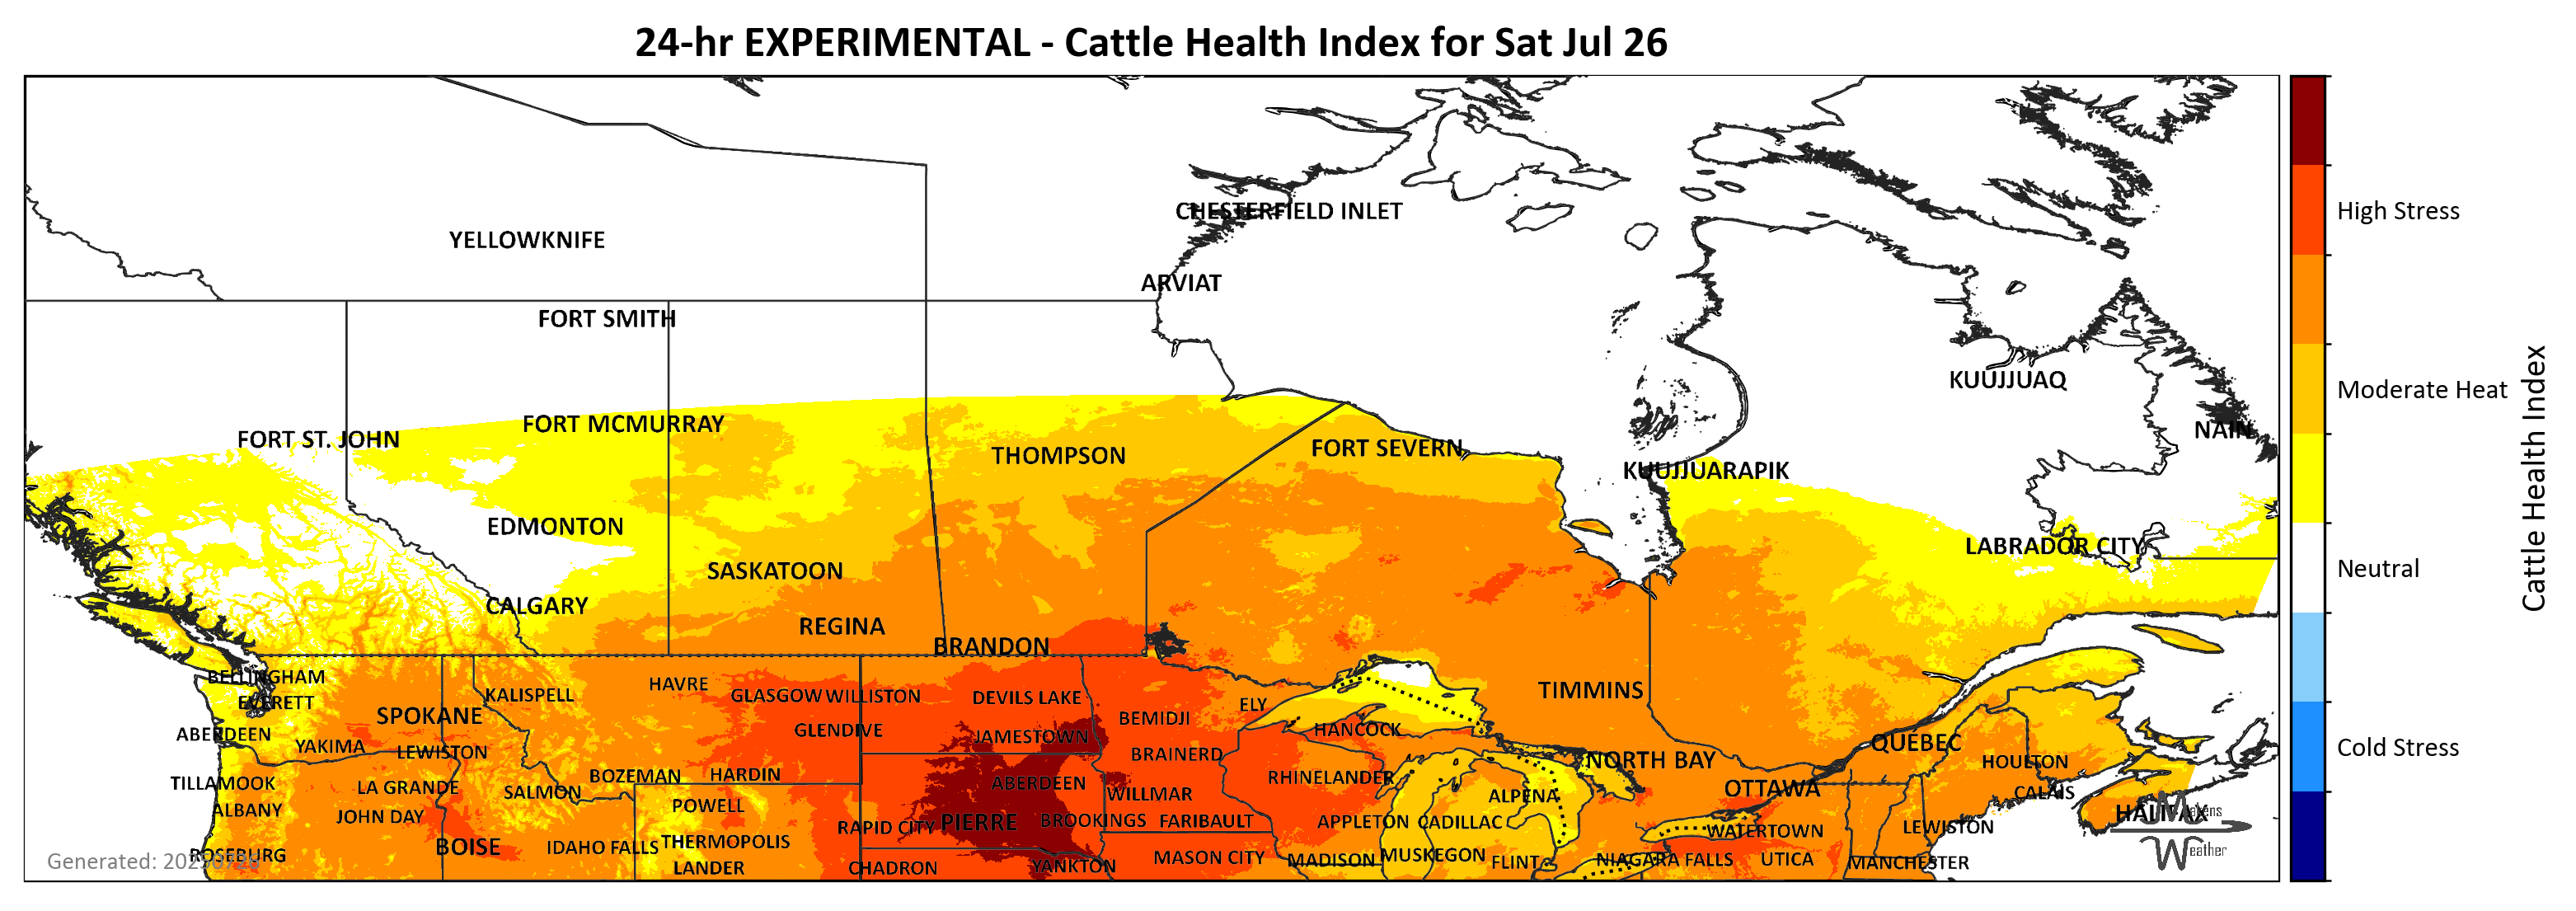 24-hr EXPERIMENTAL - Cattle Health Index for Sat Jul 26
CHESTERFIELD INLET
YELLOWKNIFE
ARVIAT
FORT SMITH
KUUJJUAQ
FORT MCMURRAY
NAIN
FORT ST. JOHN
FORT SEVERN
THOMPSON
KUUJJUARAPIK
EDMONTON
LABRADOR CITY
SASKATOON
CALGARY
REGINA
BRANDON
BELLINGHAM
HAVRE
KALISPELL
GLASGOW
WILLISTON
DEVILS LAKE
TIMMINS
EVERETT
ELY
SPOKANE
BEMIDJI
GLENDIVE
HANCOCK
ABERDEEN
JAMESTOWN
QUEBEC
YAKIMA
LEWISTON
BRAINERD
NORTH BAY
HOULTON
BOZEMAN
HARDIN
RHINELANDER
TILLAMOOK
LA GRANDE
SALMON
ABERDEEN
WILLMAR
ALPENA
OTTAWA
CALAIS
ALBANY
JOHN DAY
POWELL
RAPID CITY
PIERRE
BROOKINGS
FARIBAULT
APPLETON
CADILLAC
WATERTOWN
LEWISTON
HALIFAX
BOISE
IDAHO FALLS
THERMOPOLIS
ROSEBURG
LANDER
CHADRON
YANKTON
MASON CITY
MADISON
MUSKEGON
FLINT
NIAGARA FALLS
UTICA
MANCHESTER
Weather
Generated:
High Stress
Moderate Heat
Neutral
Cold Stress
Cattle Health Index